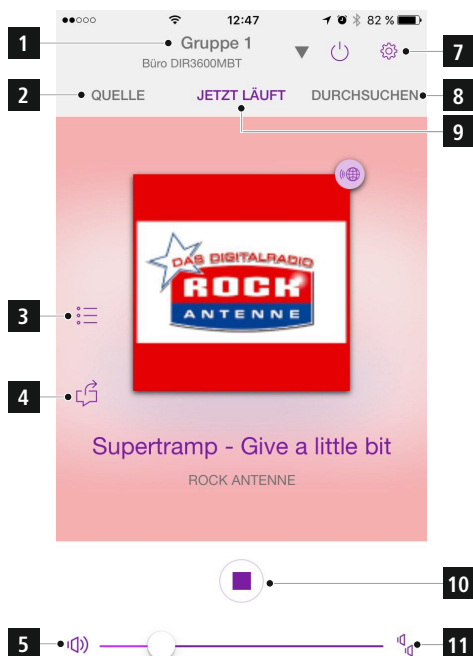 12:47
82 %
1
Gruppe 1
Büro DIR3600MBT
7
2
QUELLE
JETZT LÄUFT
DURCHSUCHEN
8
9
DAS DIGITALRADIO
ROCK
ANTENNE
3
4
Supertramp - Give a little bit
ROCK ANTENNE
10
5
11